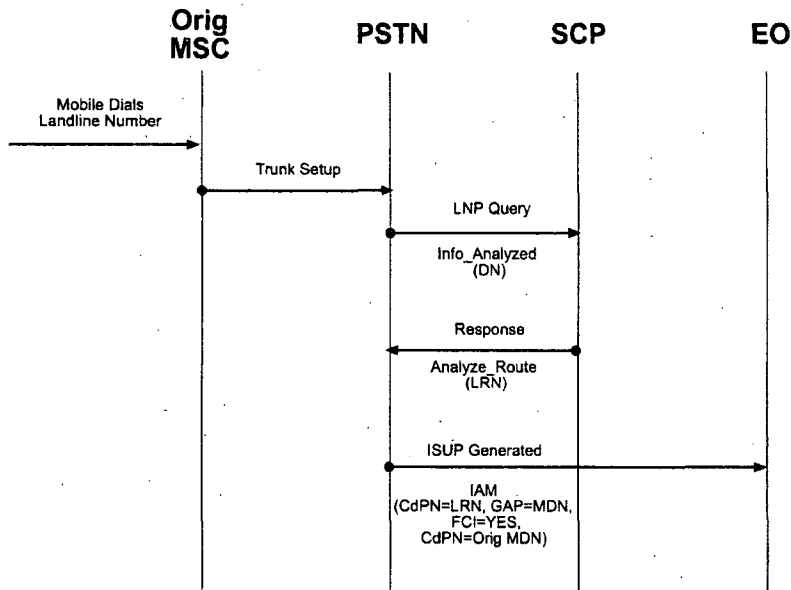 Orig
MSC
PSTN
SCP
EO
Mobile Dials
Landline Number
Trunk Setup
LNP Query
Info_Analyzed
(DN)
Response
Analyze_Route
(LRN)
ISUP Generated
IAM
(CdPN=LRN, GAP=MDN,
FCI=YES,
CdPN=Orig MDN)